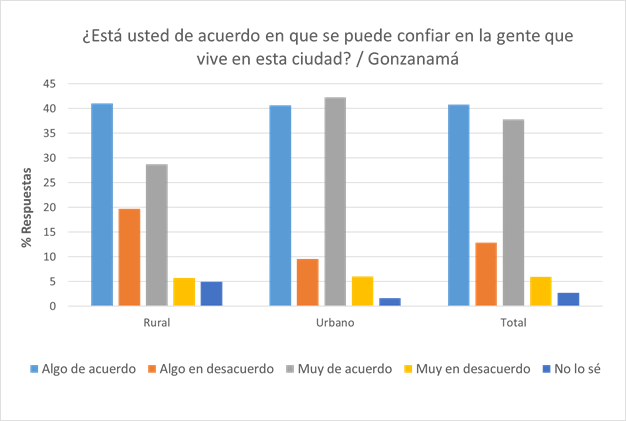 ¿Está usted de acuerdo en que se puede confiar en la gente que
vive en esta ciudad? / Gonzanamá
% Respuestas
45
40
35
30
25
20
15
10
5
0
Rural
Urbano
Total
Algo de acuerdo
Algo en desacuerdo
Muy de acuerdo
Muy en desacuerdo
No lo sé